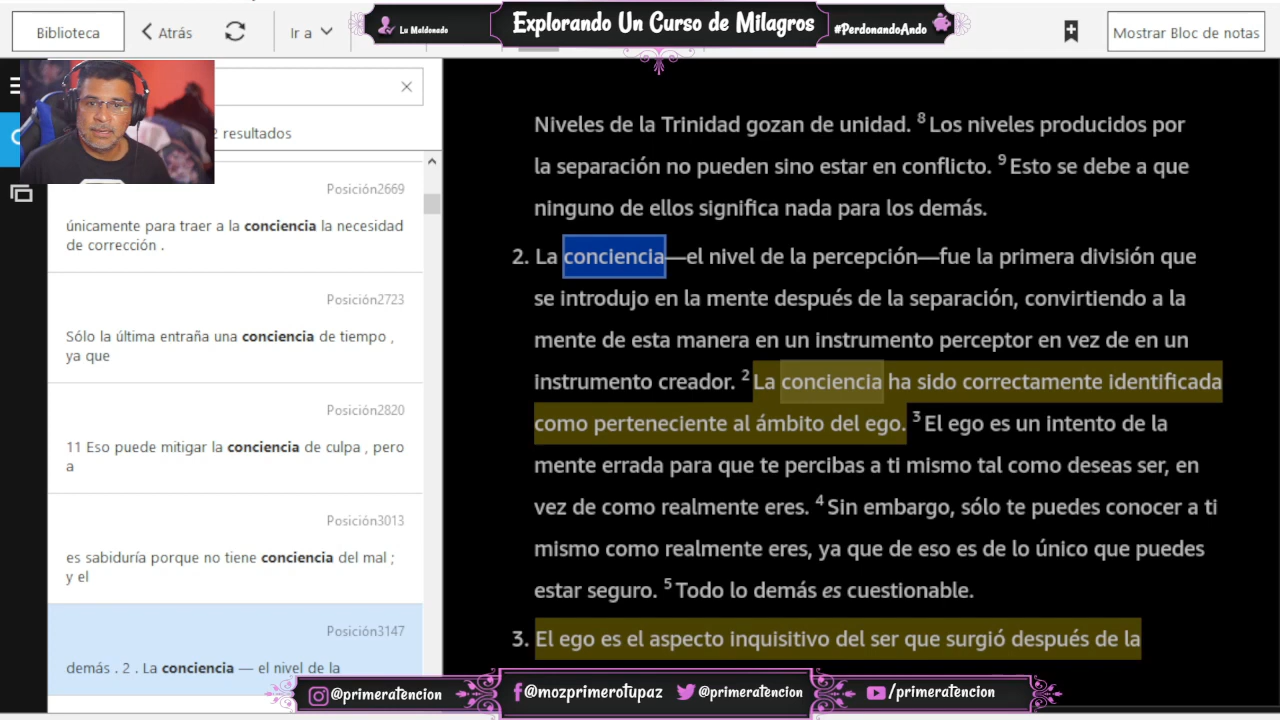 Biblioteca
Atrás
Ir a
Lu Maldonado
Explorando Un Curso de Milagros
#PerdonandoAndo
Mostrar Bloc de notas
resultados
Posición2669
únicamente para traer a la conciencia la necesidad
de corrección .
Posición2723
Sólo la última entraña una conciencia de tiempo ,
ya que
Posición2820
11 Eso puede mitigar la conciencia de culpa , pero
a
Posición3013
es sabiduría porque no tiene conciencia del mal ;
y el
Posición3147
demás . 2 . La conciencia — el nivel de la
Niveles de la Trinidad gozan de unidad. 8 Los niveles producidos por
la separación no pueden sino estar en conflicto. 9 Esto se debe a que
ninguno de ellos significa nada para los demás.
2. La conciencia—el nivel de la percepción—fue la primera división que
se introdujo en la mente después de la separación, convirtiendo a la
mente de esta manera en un instrumento perceptor en vez de en un
instrumento creador. 2 La conciencia ha sido correctamente identificada
como perteneciente al ámbito del ego. 3 El ego es un intento de la
mente errada para que te percibas a ti mismo tal como deseas ser, en
vez de como realmente eres. 4 Sin embargo, sólo te puedes conocer a ti
mismo como realmente eres, ya que de eso es de lo único que puedes
estar seguro. 5 Todo lo demás es cuestionable.
3. El ego es el aspecto inquisitivo del ser que surgió después de la
@primeratencion
@mozprimerotupaz
@primeratencion
/primeratencion